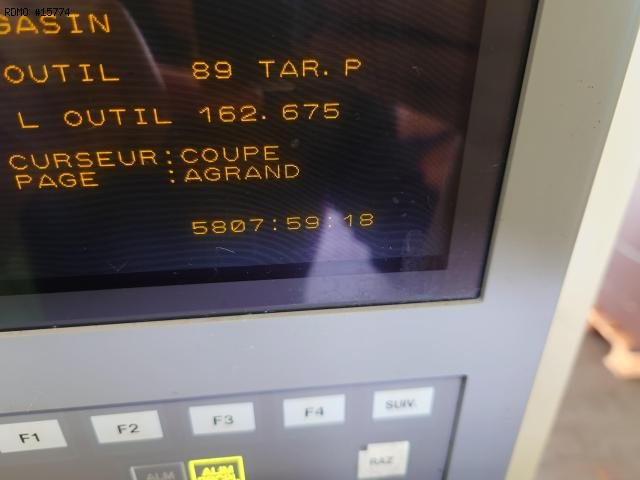 RDMO #15774
GASIN
OUTIL 89 TAR. P
L OUTIL 162.675
CURSEUR:COUPE
PAGE :AGRAND
5807:59:18
F1 F2 F3 F4 SUIV.
ALM RAZ